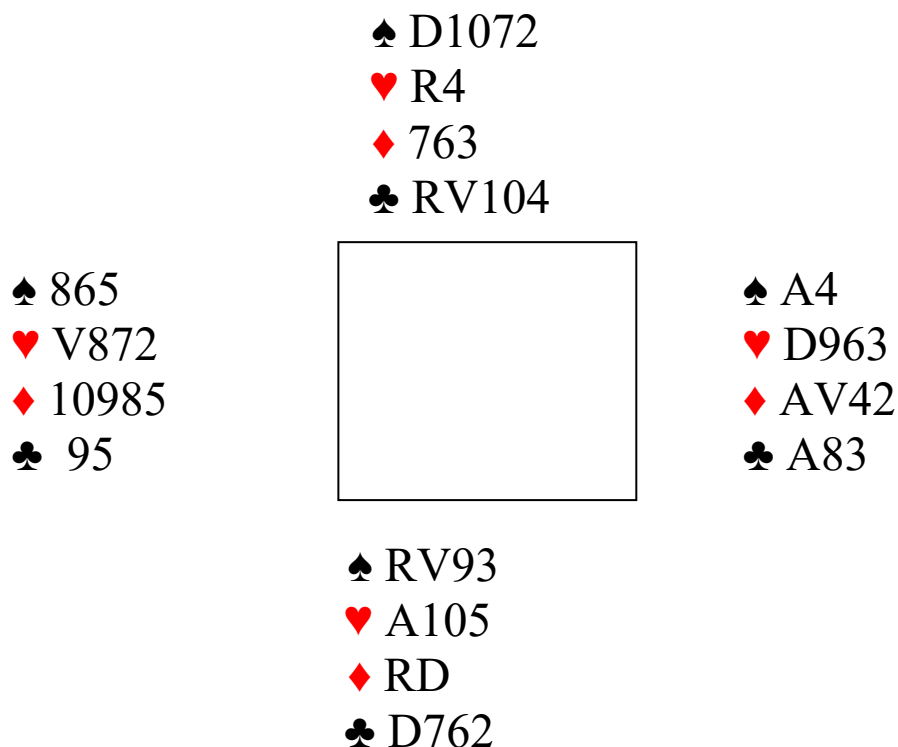 ♠ D1072
♥ R4
♦ 763
♣ RV104
♠ 865
♥ V872
♦ 10985
♣ 95
♠ A4
♥ D963
♦ AV42
♣ A83
♠ RV93
♥ A105
♦ RD
♣ D762